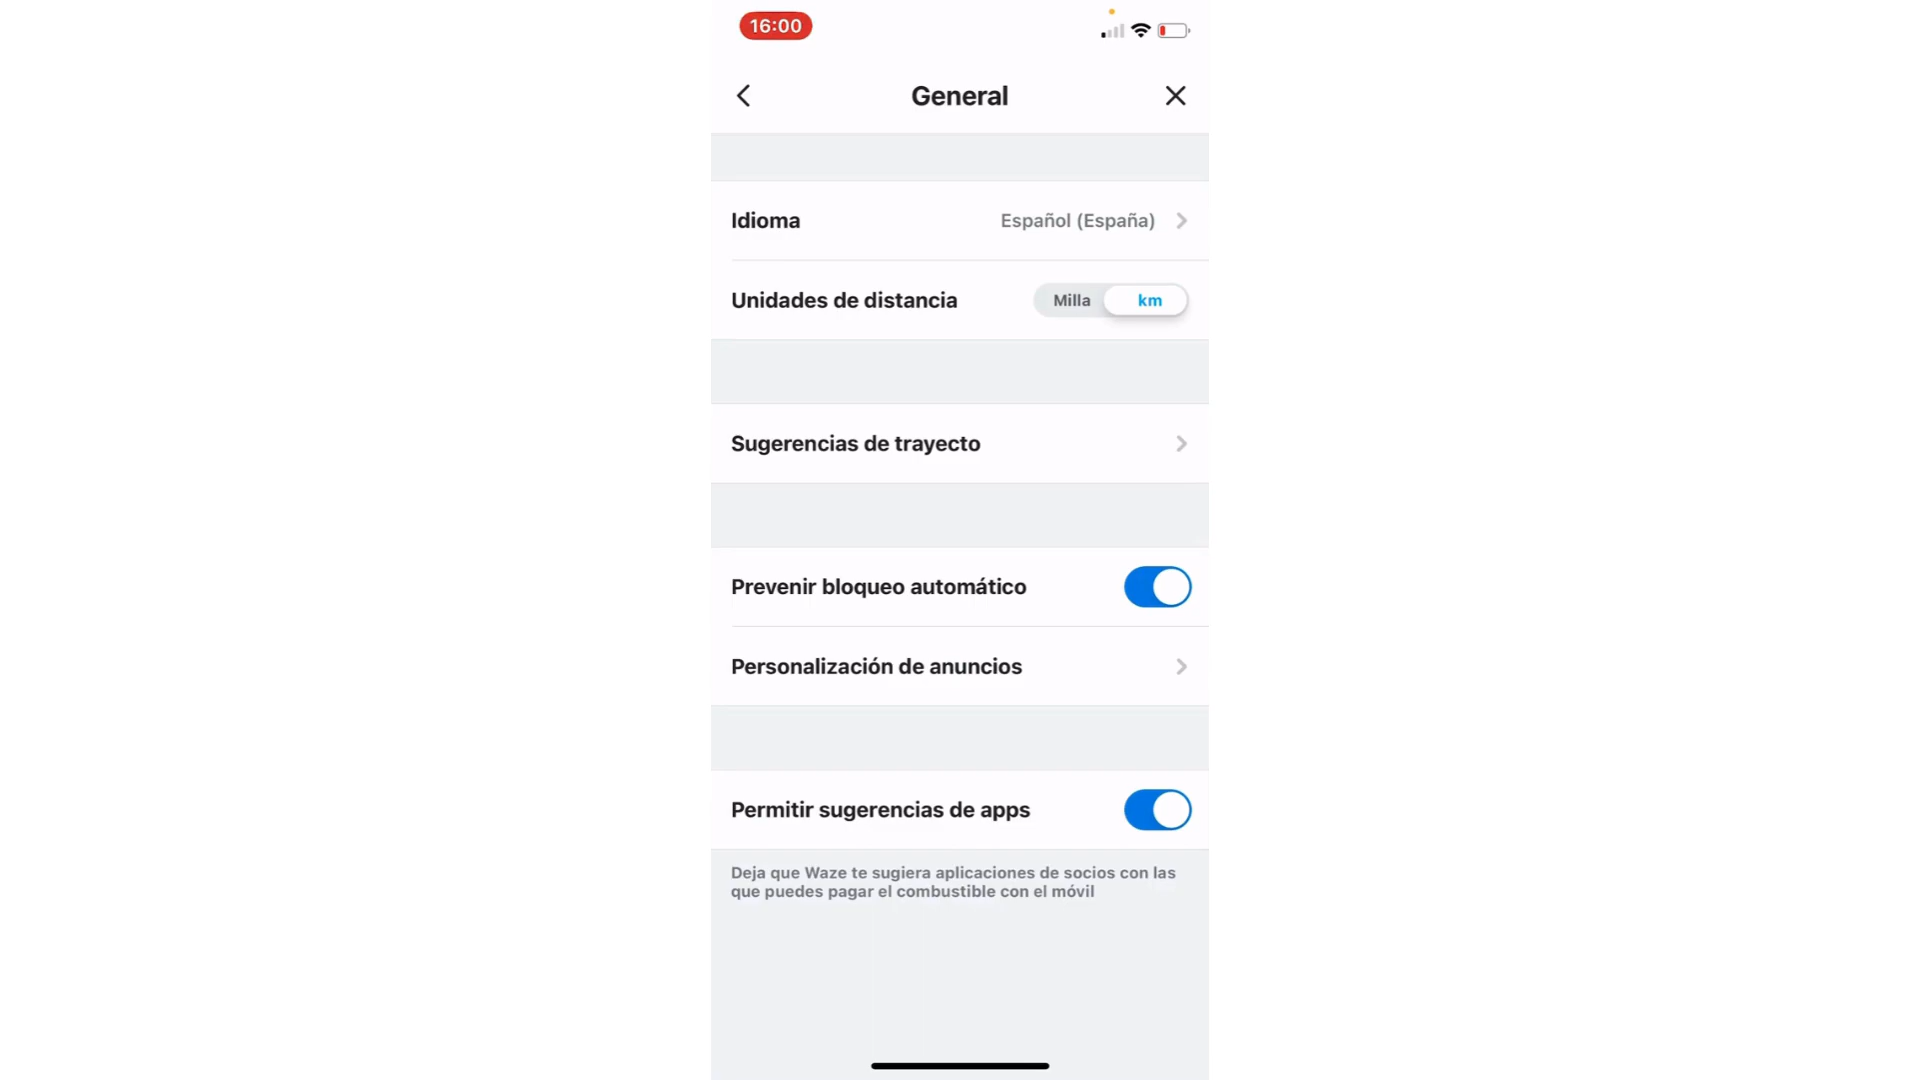 16:00
General
Idioma
Español (España)
Unidades de distancia
Milla
km
Sugerencias de trayecto
Prevenir bloqueo automático
Personalización de anuncios
Permitir sugerencias de apps
Deja que Waze te sugiera aplicaciones de socios con las
que puedes pagar el combustible con el móvil